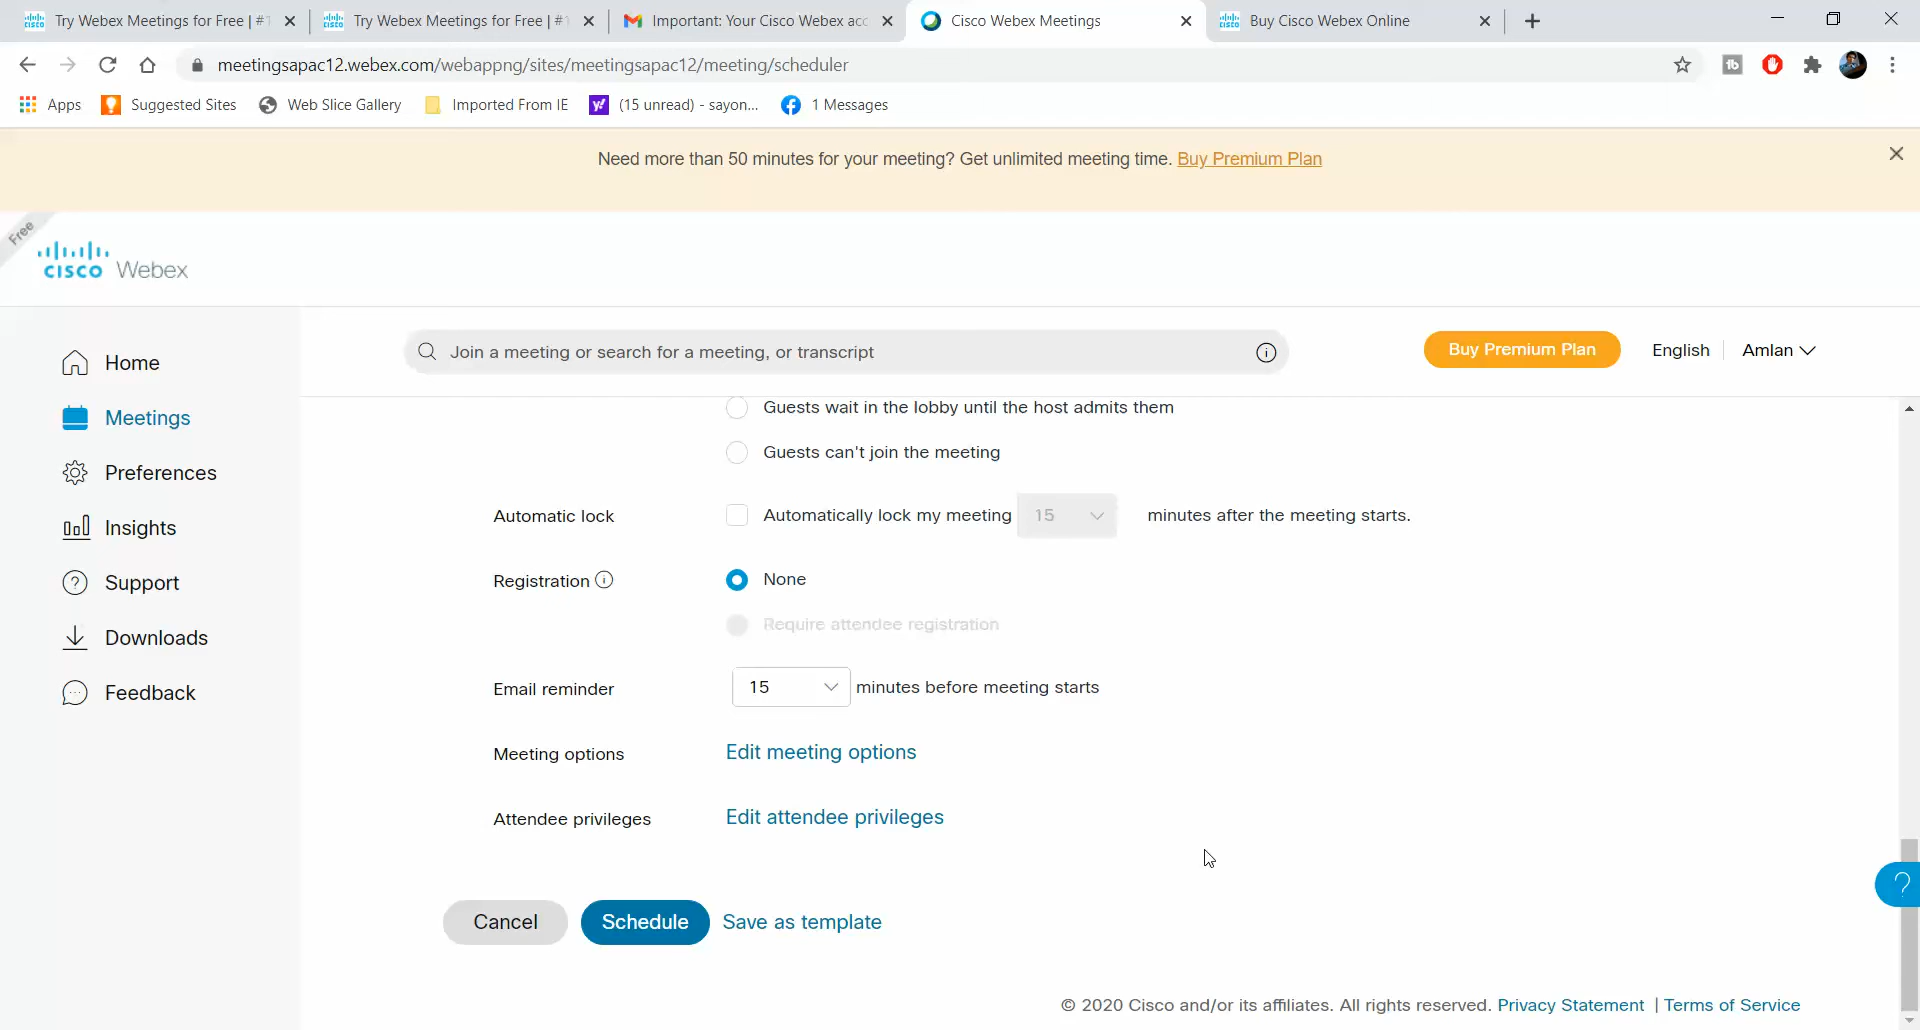 Try Webex Meetings for Free | #1
Try Webex Meetings for Free | #1
Important: Your Cisco Webex acc
Cisco Webex Meetings
Buy Cisco Webex Online
meetingsapac12.webex.com/webappng/sites/meetingsapac12/meeting/scheduler
Apps
Suggested Sites
Web Slice Gallery
Imported From IE
(15 unread) - sayon...
1 Messages
Need more than 50 minutes for your meeting? Get unlimited meeting time. Buy Premium Plan
Free
CISCO Webex
Join a meeting or search for a meeting, or transcript
Buy Premium Plan
English
Amlan
Home
Meetings
Preferences
Insights
Support
Downloads
Feedback
Guests wait in the lobby until the host admits them
Guests can't join the meeting
Automatic lock
Automatically lock my meeting 15 minutes after the meeting starts.
Registration
None
Require attendee registration
Email reminder
15 minutes before meeting starts
Meeting options
Edit meeting options
Attendee privileges
Edit attendee privileges
Cancel
Schedule
Save as template
© 2020 Cisco and/or its affiliates. All rights reserved. Privacy Statement | Terms of Service